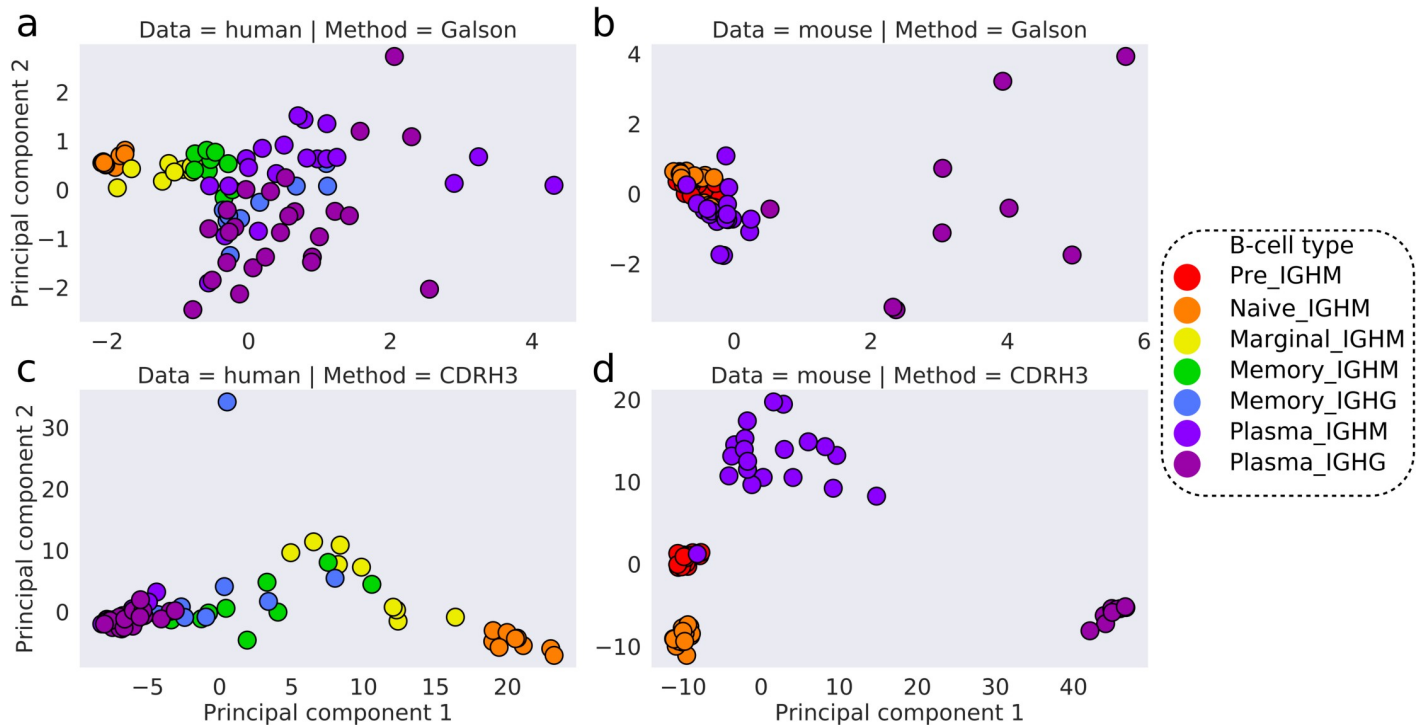 a
Data = human | Method = Galson
Principal component 2
2
1
0
−1
−2
−2
0
2
4
b
Data = mouse | Method = Galson
4
2
0
−2
0
2
4
6
c
Data = human | Method = CDRH3
Principal component 2
30
20
10
0
−5
0
5
10
15
20
Principal component 1
d
Data = mouse | Method = CDRH3
20
10
0
−10
−10
0
10
20
30
40
Principal component 1
B-cell type
Pre_IGHM
Naive_IGHM
Marginal_IGHM
Memory_IGHM
Memory_IGHG
Plasma_IGHM
Plasma_IGHG